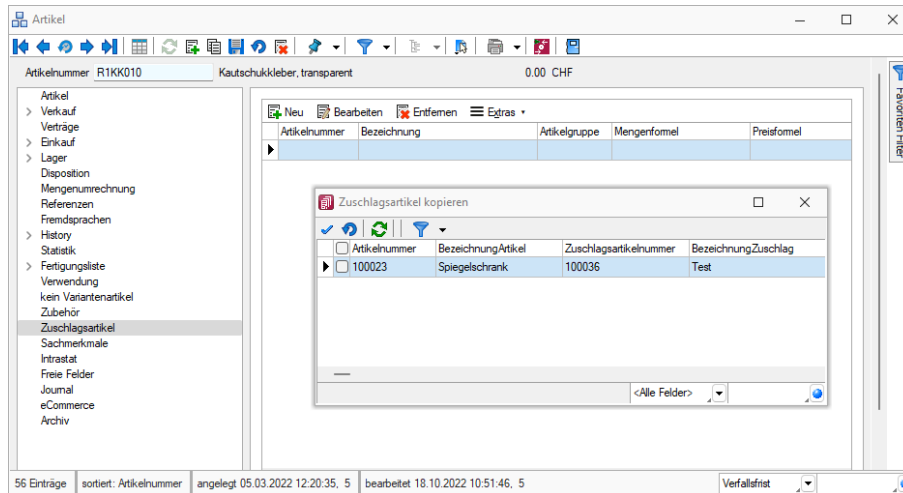 Artikel
Artikelnummer R1KK010 Kautschukkleber, transparent 0.00 CHF
Favoriten Filter
Artikel
Verkauf
Verträge
Einkauf
Lager
Disposition
Mengenumrechnung
Referenzen
Fremdsprachen
History
Statistik
Fertigungsliste
Verwendung
kein Variantenartikel
Zubehör
Zuschlagsartikel
Sachmerkmale
Intrastat
Freie Felder
Journal
eCommerce
Archiv
Neu Bearbeiten Entfernen Extras
Artikelnummer Bezeichnung Artikelgruppe Mengenformel Preisformel
Zuschlagsartikel kopieren
Artikelnummer BezeichnungArtikel Zuschlagsartikelnummer BezeichnungZuschlag
100023 Spiegelschrank 100036 Test
<Alle Felder>
56 Einträge sortiert: Artikelnummer angelegt 05.03.2022 12:20:35, 5 bearbeitet 18.10.2022 10:51:46, 5 Verfallsfrist